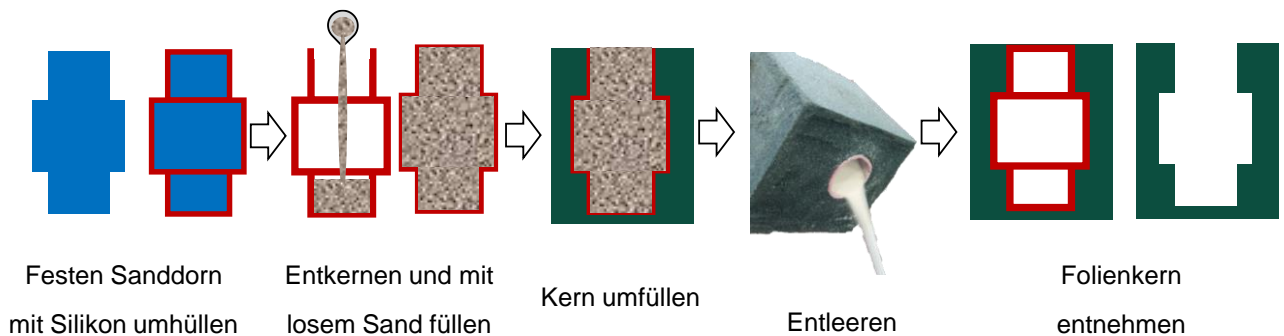 Festen Sanddorn
mit Silikon umhüllen
Entkernen und mit
losem Sand füllen
Kern umfüllen
Entleeren
Folienkern
entnehmen